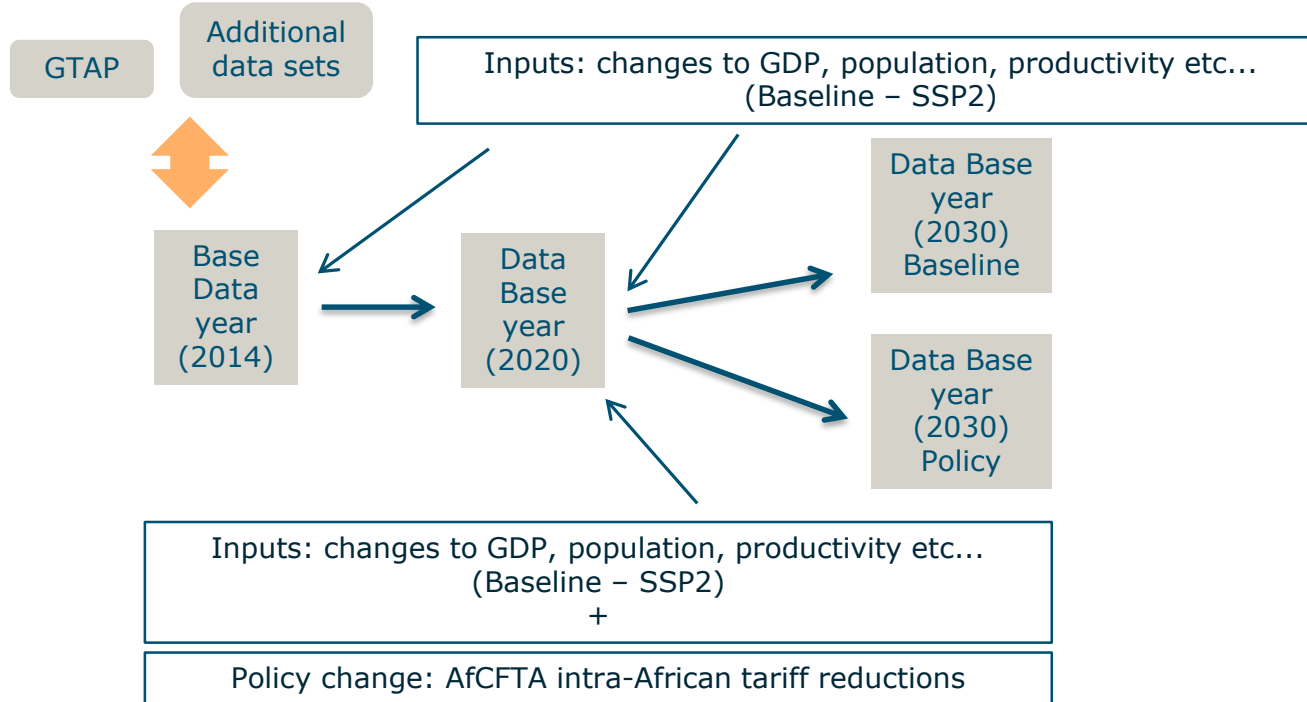 GTAP
Additional
data sets
Inputs: changes to GDP, population, productivity etc...
(Baseline – SSP2)
Base
Data
year
(2014)
Data
Base
year
(2020)
Data Base
year
(2030)
Baseline
Data Base
year
(2030)
Policy
Inputs: changes to GDP, population, productivity etc...
(Baseline – SSP2)
+
Policy change: AfCFTA intra-African tariff reductions